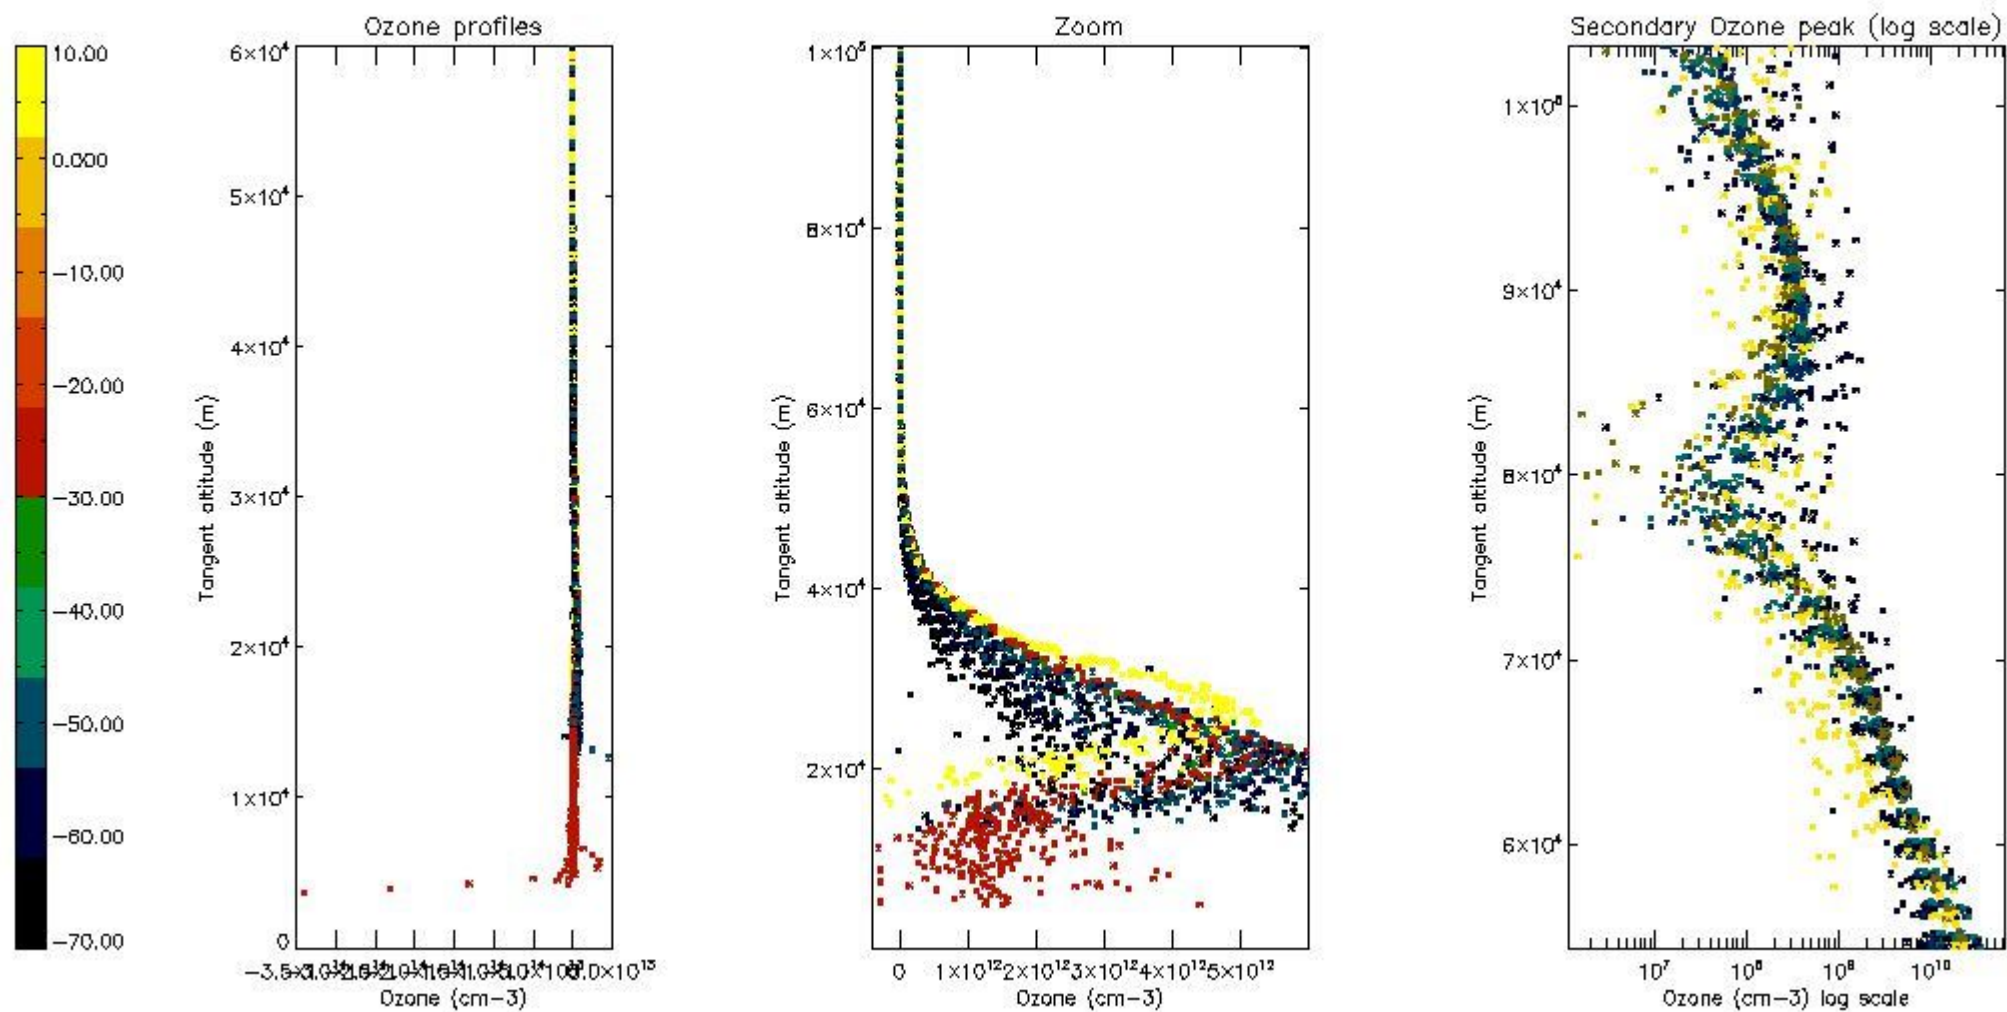 Ozone profiles
Zoom
Secondary Ozone peak (log scale)
10.00
0.000
−10.00
−20.00
−30.00
−40.00
−50.00
−60.00
−70.00
6×10⁴
5×10⁴
4×10⁴
3×10⁴
2×10⁴
1×10⁴
0
Tangent altitude (m)
5.0×10¹³
Ozone (cm−3)
1×10⁵
8×10⁴
6×10⁴
4×10⁴
2×10⁴
Tangent altitude (m)
0 1×10¹² 2×10¹² 3×10¹² 4×10¹² 5×10¹²
Ozone (cm−3)
1×10⁵
9×10⁴
8×10⁴
7×10⁴
6×10⁴
Tangent altitude (m)
10⁷ 10⁸ 10⁹ 10¹⁰
Ozone (cm−3) log scale